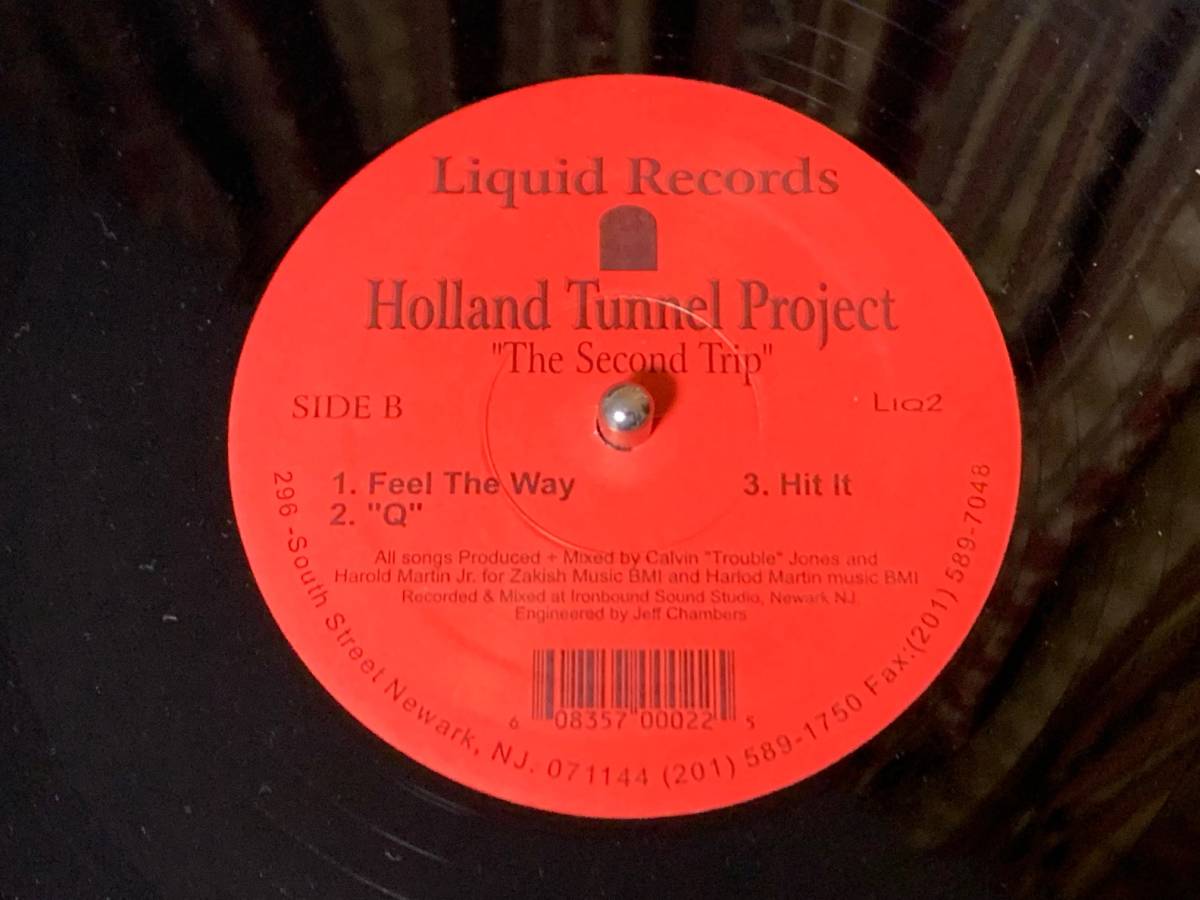 Liquid Records
Holland Tunnel Project
"The Second Trip"
SIDE B
LIQ2
1. Feel The Way
2. "Q"
3. Hit It
All songs Produced + Mixed by Calvin "Trouble" Jones and
Harold Martin Jr. for Zakish Music BMI and Harlod Martin music BMI
Recorded & Mixed at Ironbound Sound Studio, Newark NJ.
Engineered by Jeff Chambers
6 08357 00022 5
296 -South Street Newark, NJ. 071144 (201) 589-1750 Fax:(201) 589-7048